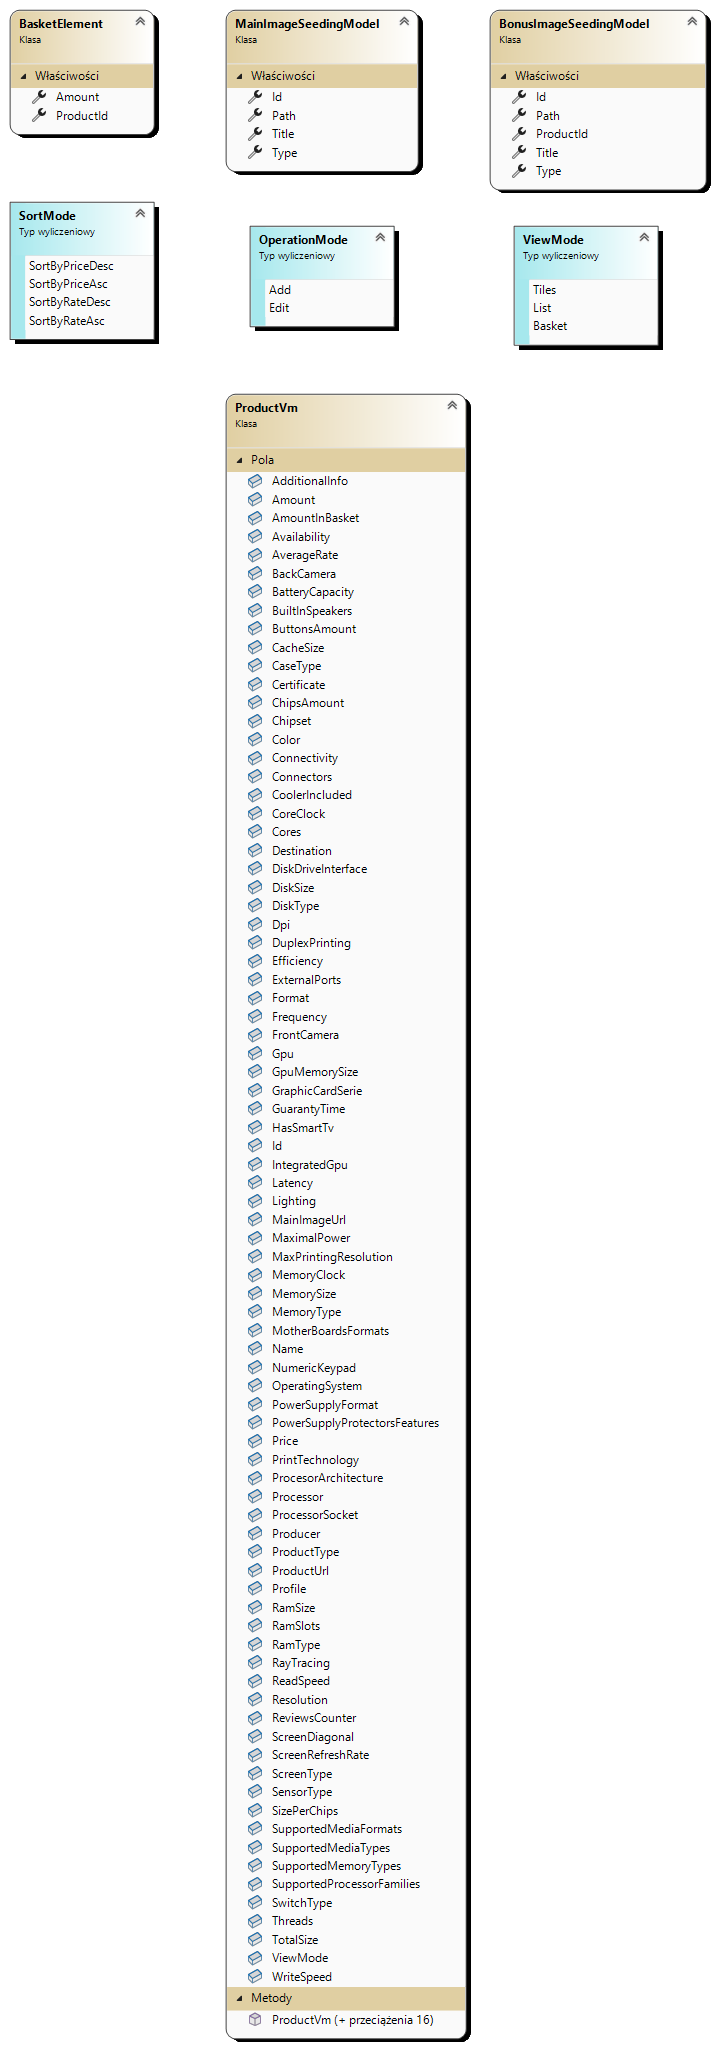 BasketElement
Klasa
Właściwości
Amount
ProductId
MainImageSeedingModel
Klasa
Właściwości
Id
Path
Title
Type
BonusImageSeedingModel
Klasa
Właściwości
Id
Path
ProductId
Title
Type
SortMode
Typ wyliczeniowy
SortByPriceDesc
SortByPriceAsc
SortByRateDesc
SortByRateAsc
OperationMode
Typ wyliczeniowy
Add
Edit
ViewMode
Typ wyliczeniowy
Tiles
List
Basket
ProductVm
Klasa
Pola
AdditionalInfo
Amount
AmountInBasket
Availability
AverageRate
BackCamera
BatteryCapacity
BuiltInSpeakers
ButtonsAmount
CacheSize
CaseType
Certificate
ChipsAmount
Chipset
Color
Connectivity
Connectors
CoolerIncluded
CoreClock
Cores
Destination
DiskDriveInterface
DiskSize
DiskType
Dpi
DuplexPrinting
Efficiency
ExternalPorts
Format
Frequency
FrontCamera
Gpu
GpuMemorySize
GraphicCardSerie
GuarantyTime
HasSmartTv
Id
IntegratedGpu
Latency
Lighting
MainImageUrl
MaximalPower
MaxPrintingResolution
MemoryClock
MemorySize
MemoryType
MotherBoardsFormats
Name
NumericKeypad
OperatingSystem
PowerSupplyFormat
PowerSupplyProtectorsFeatures
Price
PrintTechnology
ProcesorArchitecture
Processor
ProcessorSocket
Producer
ProductType
ProductUrl
Profile
RamSize
RamSlots
RamType
RayTracing
ReadSpeed
Resolution
ReviewsCounter
ScreenDiagonal
ScreenRefreshRate
ScreenType
SensorType
SizePerChips
SupportedMediaFormats
SupportedMediaTypes
SupportedMemoryTypes
SupportedProcessorFamilies
SwitchType
Threads
TotalSize
ViewMode
WriteSpeed
Metody
ProductVm (+ przeciążenia 16)